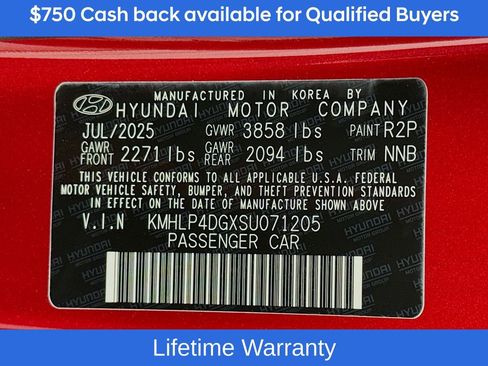 $750 Cash back available for Qualified Buyers
MANUFACTURED IN KOREA BY
HYUNDAI MOTOR COMPANY
JUL/2025 GVWR 3858 lbs PAINT R2P
GAWR FRONT 2271 lbs GAWR REAR 2094 lbs TRIM NNB
THIS VEHICLE CONFORMS TO ALL APPLICABLE U.S.A. FEDERAL
MOTOR VEHICLE SAFETY, BUMPER, AND THEFT PREVENTION STANDARDS
IN EFFECT ON THE DATE OF MANUFACTURE SHOWN ABOVE
V.I.N KMHLP4DGXSU071205
PASSENGER CAR
Lifetime Warranty